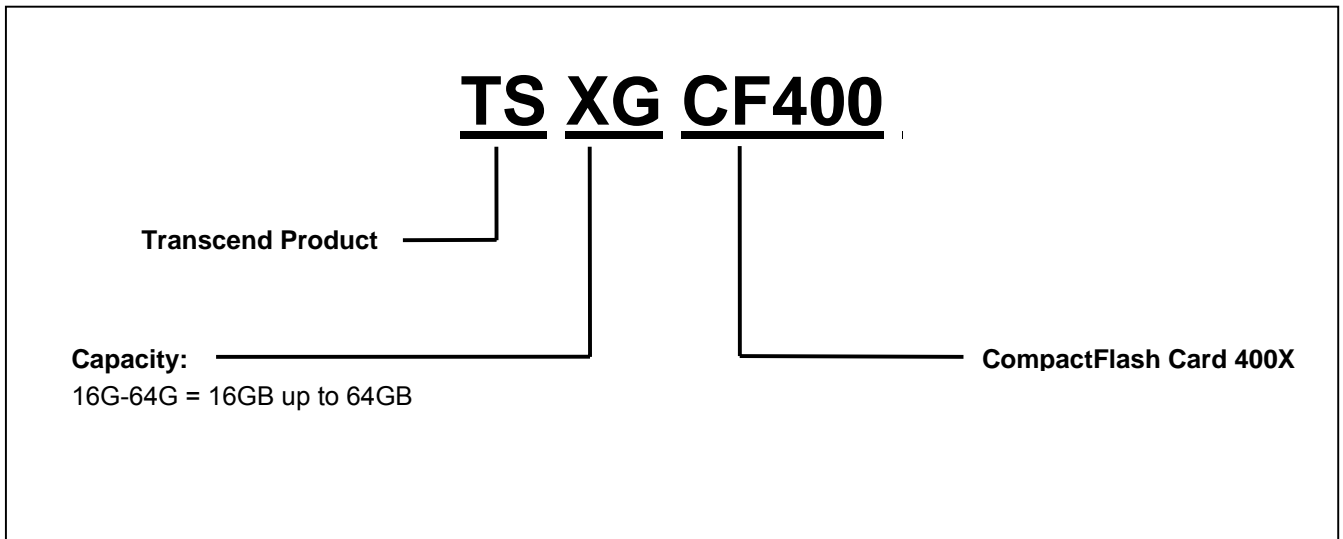 TS XG CF400
Transcend Product
Capacity:
CompactFlash Card 400X
16G-64G = 16GB up to 64GB